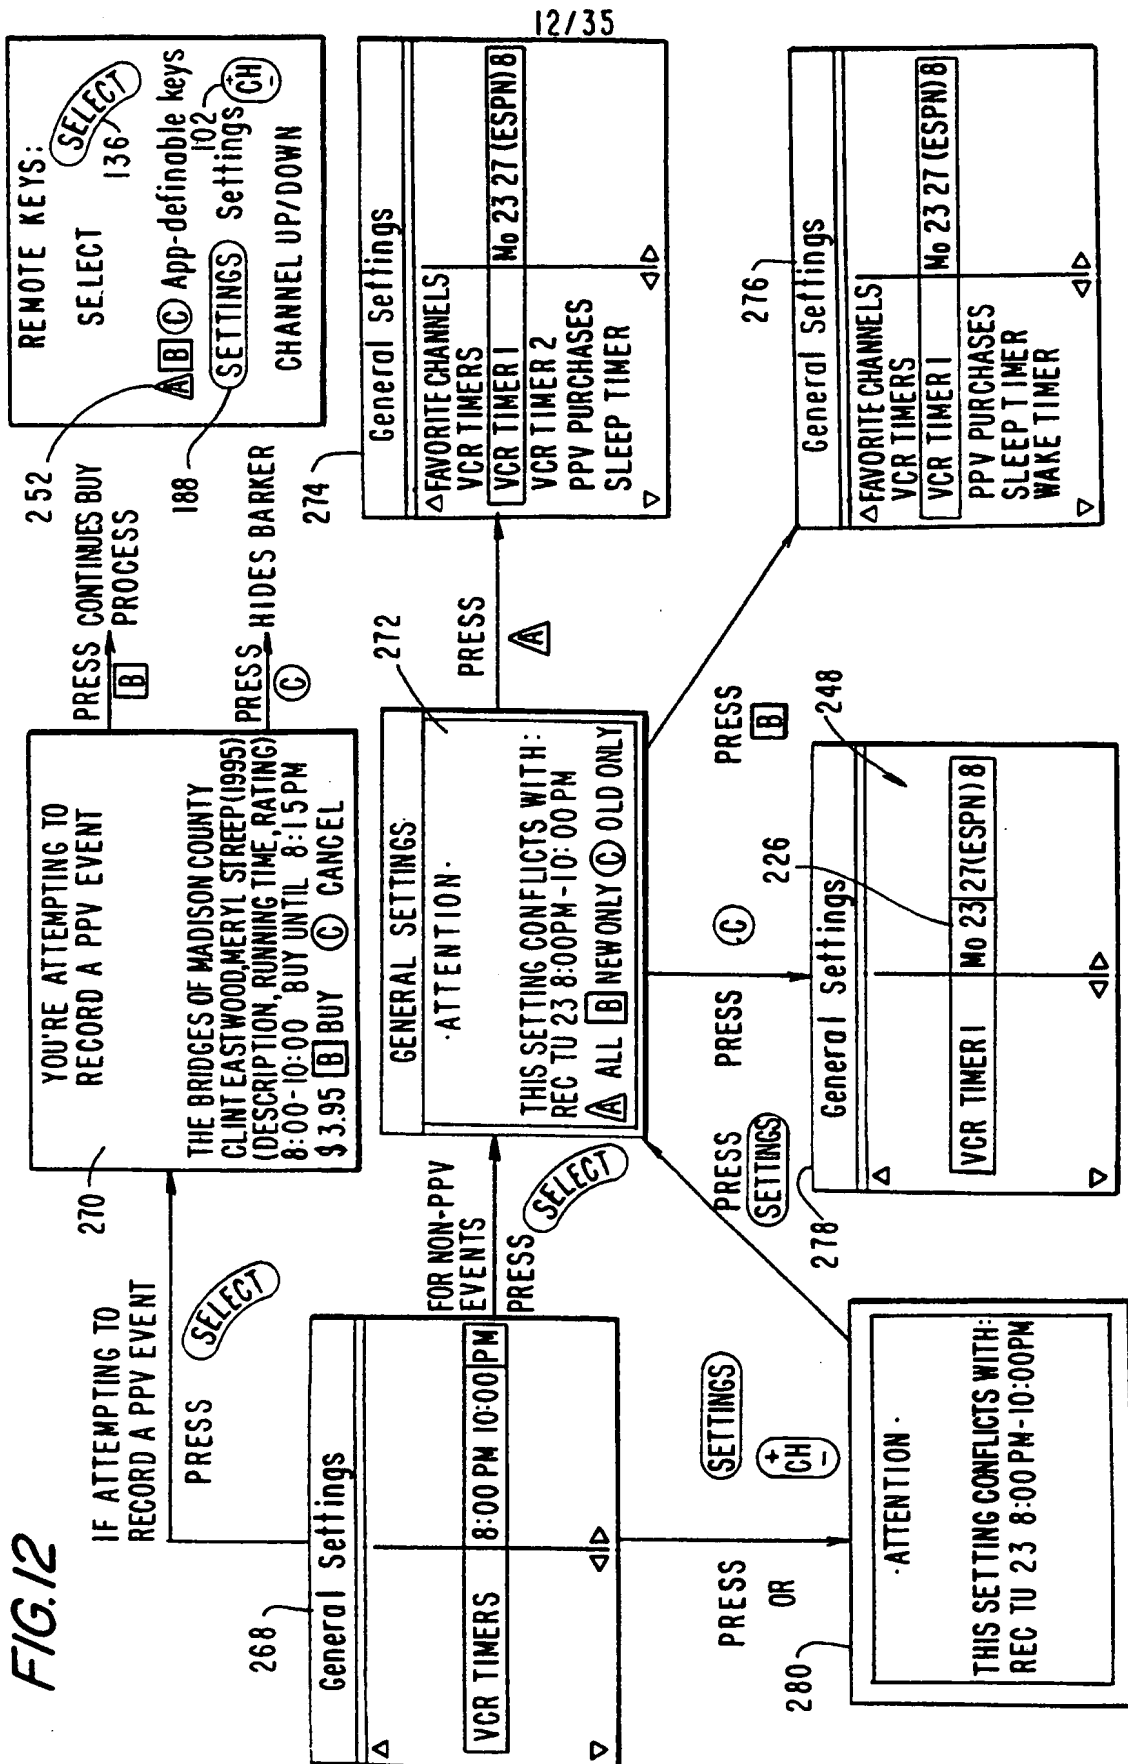 12/35
FIG.12
IF ATTEMPTING TO
RECORD A PPV EVENT
PRESS
SELECT
270
YOU'RE ATTEMPTING TO
RECORD A PPV EVENT
THE BRIDGES OF MADISON COUNTY
CLINT EASTWOOD,MERYL STREEP(1995)
(DESCRIPTION, RUNNING TIME, RATING)
8:00-10:00 BUY UNTIL 8:15PM
$3.95 B BUY C CANCEL
PRESS
B
CONTINUES BUY
PROCESS
PRESS
C
HIDES BARKER
REMOTE KEYS:
SELECT
SELECT
136
252
A B C App-definable keys
102
188
SETTINGS Settings
CHANNEL UP/DOWN
+
CH
-
268
General Settings
VCR TIMERS 8:00 PM 10:00 PM
FOR NON-PPV
EVENTS
PRESS
SELECT
272
GENERAL SETTINGS
·ATTENTION·
THIS SETTING CONFLICTS WITH:
REC TU 23 8:00PM-10:00PM
A ALL B NEW ONLY C OLD ONLY
PRESS
A
274
General Settings
FAVORITE CHANNELS
VCR TIMERS
VCR TIMER 1 Mo 23 27 (ESPN) 8
VCR TIMER 2
PPV PURCHASES
SLEEP TIMER
PRESS
OR
SETTINGS
+
CH
-
280
·ATTENTION·
THIS SETTING CONFLICTS WITH:
REC TU 23 8:00PM-10:00PM
PRESS
SETTINGS
PRESS
C
278
General Settings
226
248
VCR TIMER 1 Mo 23 27(ESPN) 8
PRESS
B
276
General Settings
FAVORITE CHANNELS
VCR TIMERS
VCR TIMER 1 Mo 23 27 (ESPN) 8
PPV PURCHASES
SLEEP TIMER
WAKE TIMER